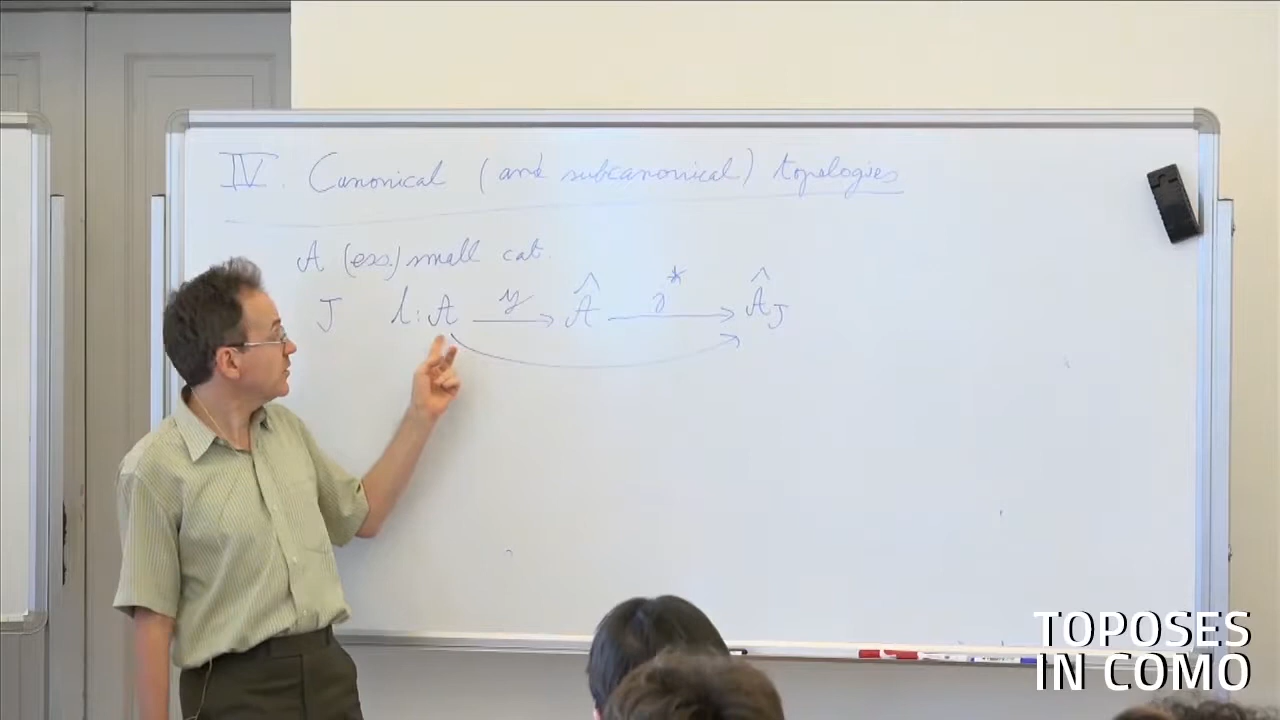 IV. Canonical (and subcanonical) topologies
A (ess.) small cat.
J l: A y→ Â j*→ Â_J
TOPOSES
IN COMO